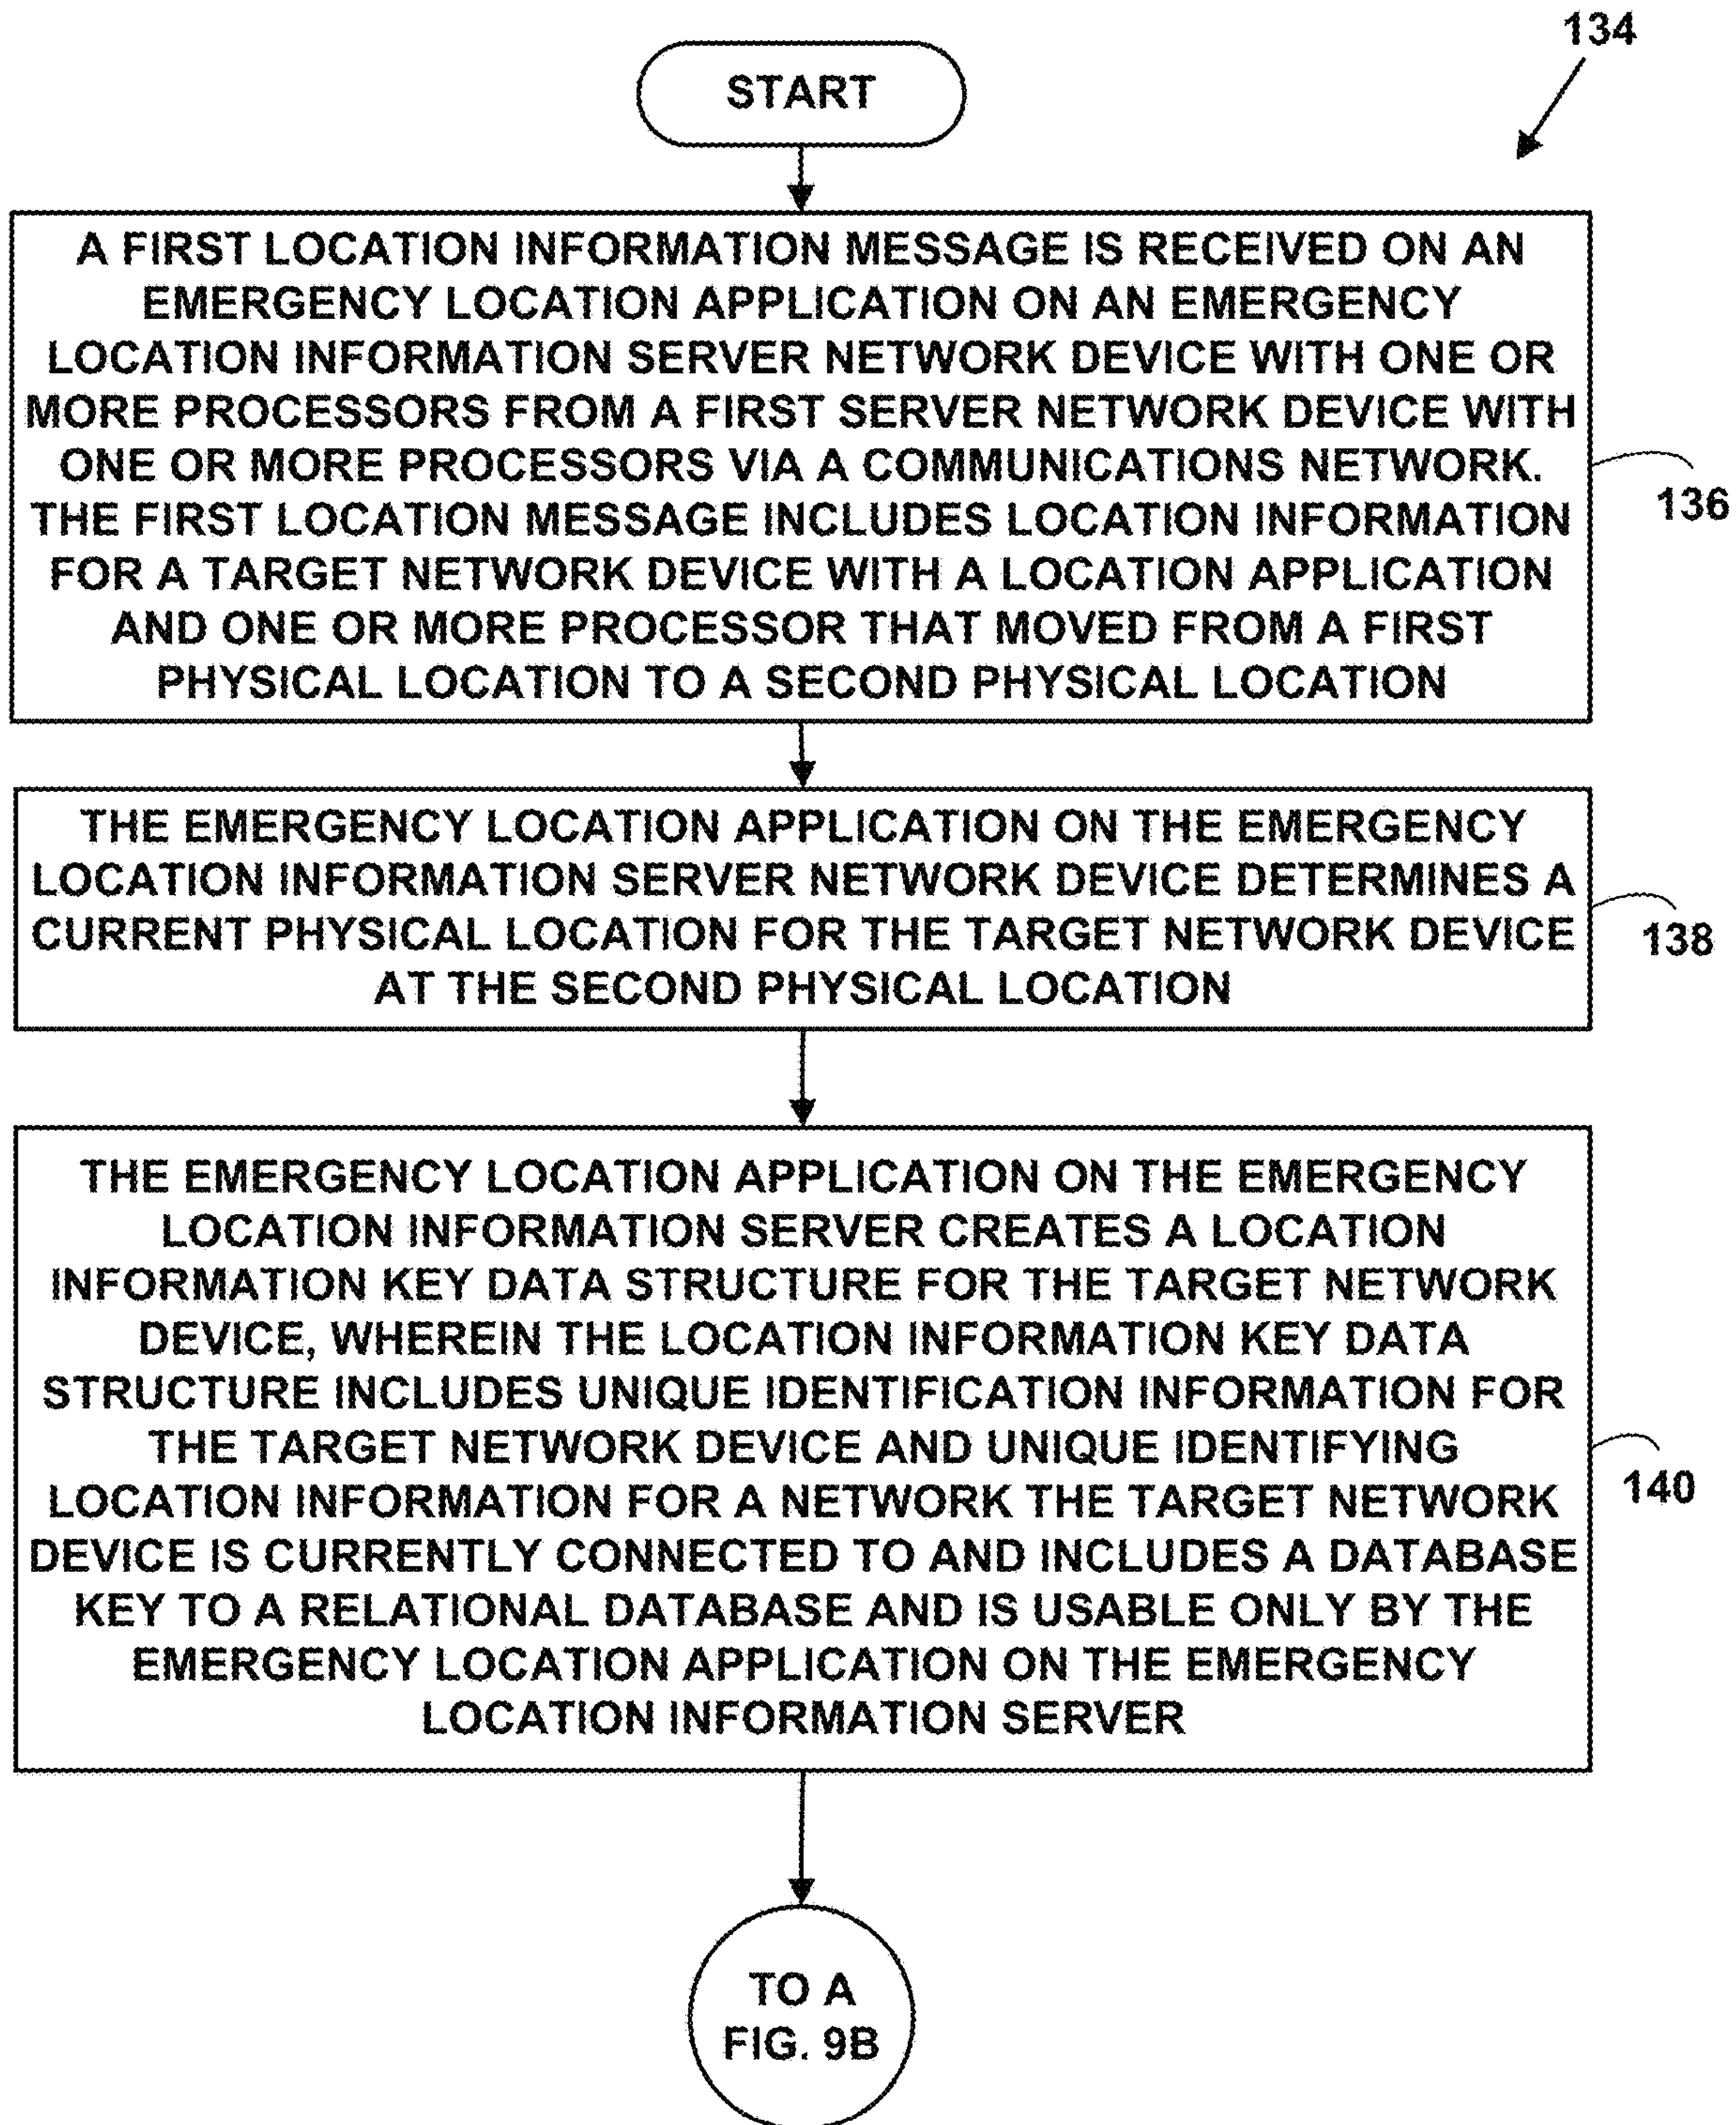 134
START
A FIRST LOCATION INFORMATION MESSAGE IS RECEIVED ON AN
EMERGENCY LOCATION APPLICATION ON AN EMERGENCY
LOCATION INFORMATION SERVER NETWORK DEVICE WITH ONE OR
MORE PROCESSORS FROM A FIRST SERVER NETWORK DEVICE WITH
ONE OR MORE PROCESSORS VIA A COMMUNICATIONS NETWORK.
THE FIRST LOCATION MESSAGE INCLUDES LOCATION INFORMATION
FOR A TARGET NETWORK DEVICE WITH A LOCATION APPLICATION
AND ONE OR MORE PROCESSOR THAT MOVED FROM A FIRST
PHYSICAL LOCATION TO A SECOND PHYSICAL LOCATION
136
THE EMERGENCY LOCATION APPLICATION ON THE EMERGENCY
LOCATION INFORMATION SERVER NETWORK DEVICE DETERMINES A
CURRENT PHYSICAL LOCATION FOR THE TARGET NETWORK DEVICE
AT THE SECOND PHYSICAL LOCATION
138
THE EMERGENCY LOCATION APPLICATION ON THE EMERGENCY
LOCATION INFORMATION SERVER CREATES A LOCATION
INFORMATION KEY DATA STRUCTURE FOR THE TARGET NETWORK
DEVICE, WHEREIN THE LOCATION INFORMATION KEY DATA
STRUCTURE INCLUDES UNIQUE IDENTIFICATION INFORMATION FOR
THE TARGET NETWORK DEVICE AND UNIQUE IDENTIFYING
LOCATION INFORMATION FOR A NETWORK THE TARGET NETWORK
DEVICE IS CURRENTLY CONNECTED TO AND INCLUDES A DATABASE
KEY TO A RELATIONAL DATABASE AND IS USABLE ONLY BY THE
EMERGENCY LOCATION APPLICATION ON THE EMERGENCY
LOCATION INFORMATION SERVER
140
TO A
FIG. 9B